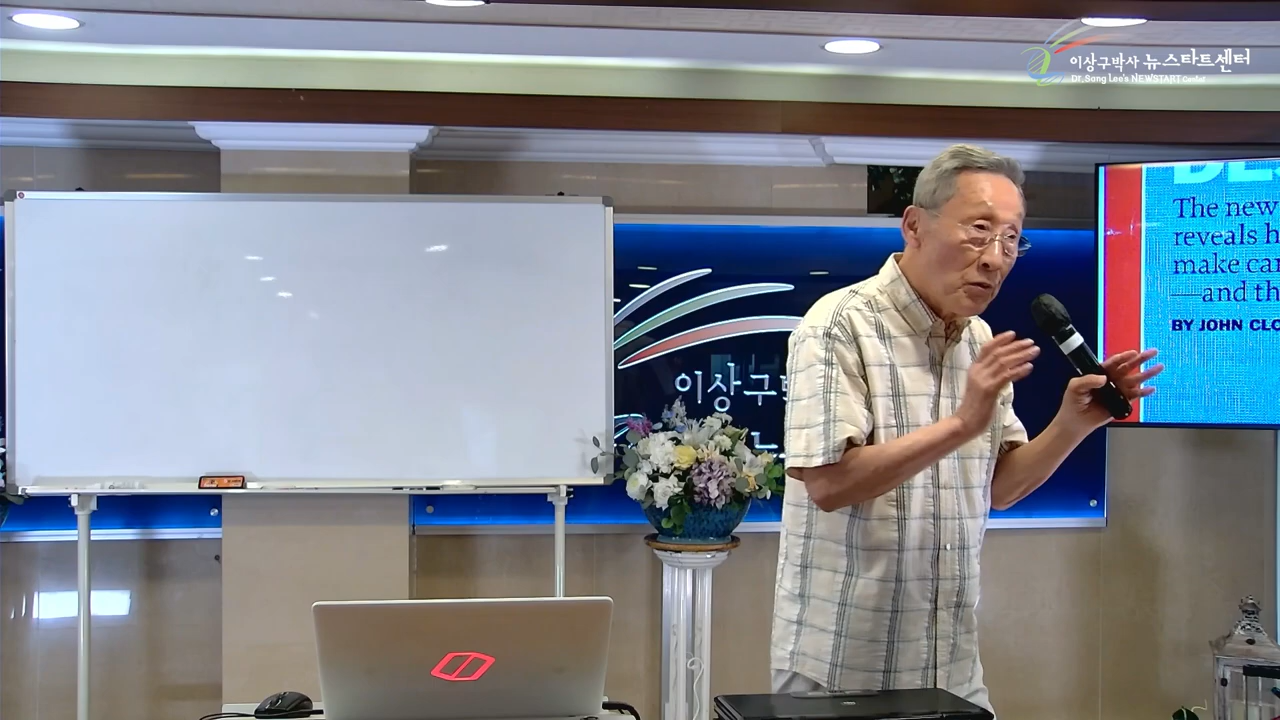 이상구박사 뉴스타트센터
Dr.Sang Lee's NEWSTART Center
The new
reveals h
make can
—and th
BY JOHN CLO
이상구